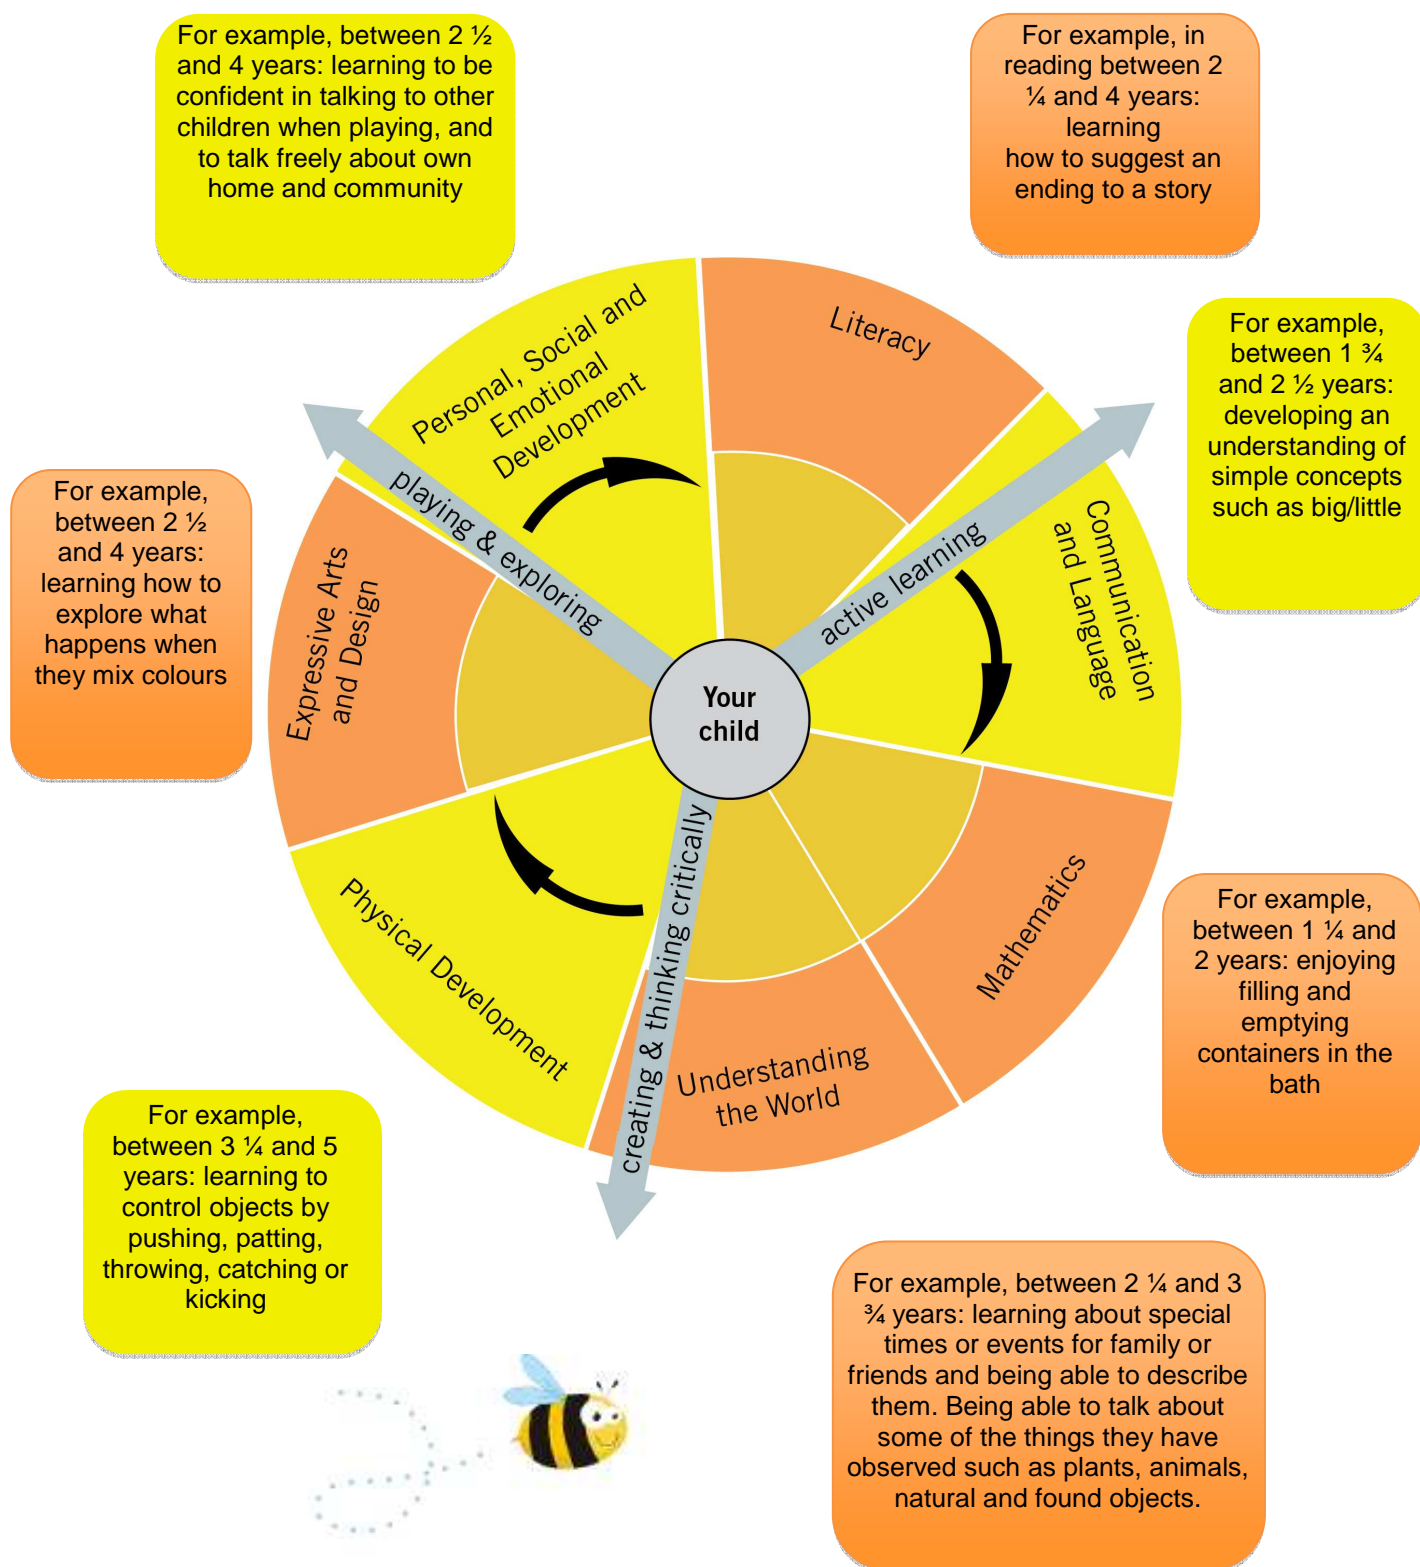 For example, between 2 ½
and 4 years: learning to be
confident in talking to other
children when playing, and
to talk freely about own
home and community
For example, in
reading between 2
¼ and 4 years:
learning
how to suggest an
ending to a story
For example,
between 1 ¾
and 2 ½ years:
developing an
understanding of
simple concepts
such as big/little
For example,
between 2 ½
and 4 years:
learning how to
explore what
happens when
they mix colours
Personal, Social and
Emotional
Development
Literacy
Communication
and Language
Expressive Arts
and Design
playing & exploring
active learning
Your
child
creating & thinking critically
Physical Development
Mathematics
Understanding
the World
For example,
between 1 ¼ and
2 years: enjoying
filling and
emptying
containers in the
bath
For example,
between 3 ¼ and 5
years: learning to
control objects by
pushing, patting,
throwing, catching or
kicking
For example, between 2 ¼ and 3
¾ years: learning about special
times or events for family or
friends and being able to describe
them. Being able to talk about
some of the things they have
observed such as plants, animals,
natural and found objects.